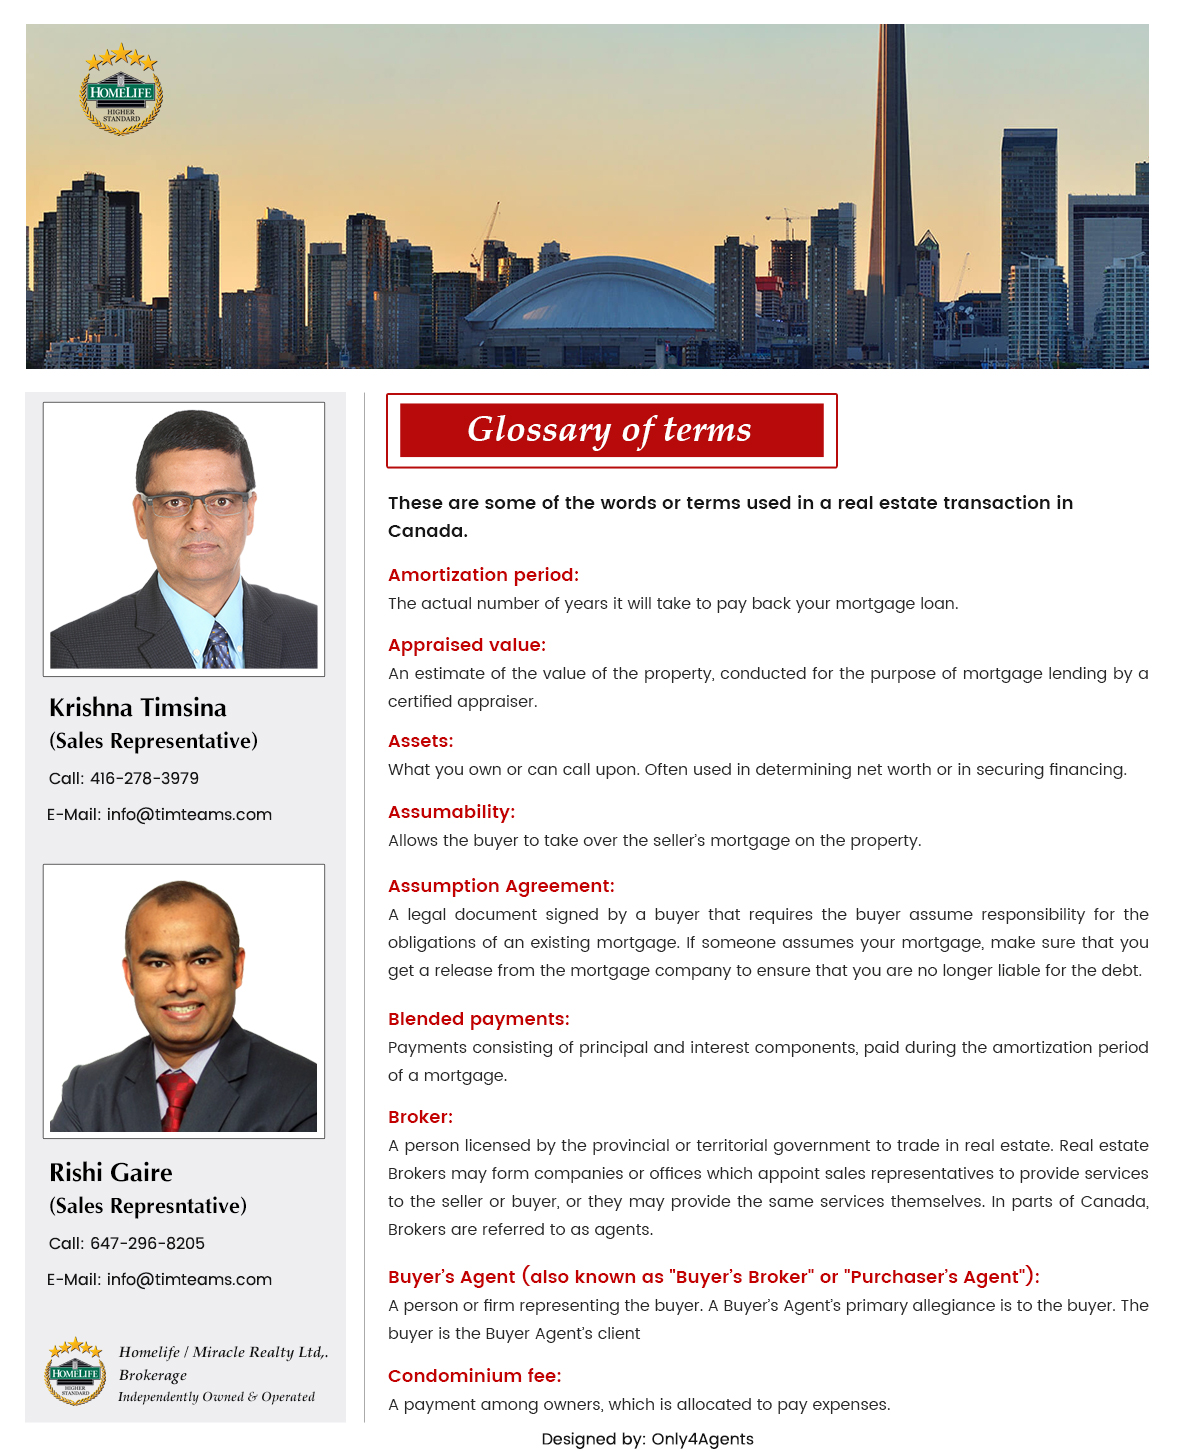 HOMELIFE
HIGHER
STANDARD
Krishna Timsina
(Sales Representative)
Call: 416-278-3979
E-Mail: info@timteams.com
Rishi Gaire
(Sales Represntative)
Call: 647-296-8205
E-Mail: info@timteams.com
HOMELIFE
HIGHER
STANDARD
Homelife / Miracle Realty Ltd,.
Brokerage
Independently Owned & Operated
Glossary of terms
These are some of the words or terms used in a real estate transaction in
Canada.
Amortization period:
The actual number of years it will take to pay back your mortgage loan.
Appraised value:
An estimate of the value of the property, conducted for the purpose of mortgage lending by a
certified appraiser.
Assets:
What you own or can call upon. Often used in determining net worth or in securing financing.
Assumability:
Allows the buyer to take over the seller's mortgage on the property.
Assumption Agreement:
A legal document signed by a buyer that requires the buyer assume responsibility for the
obligations of an existing mortgage. If someone assumes your mortgage, make sure that you
get a release from the mortgage company to ensure that you are no longer liable for the debt.
Blended payments:
Payments consisting of principal and interest components, paid during the amortization period
of a mortgage.
Broker:
A person licensed by the provincial or territorial government to trade in real estate. Real estate
Brokers may form companies or offices which appoint sales representatives to provide services
to the seller or buyer, or they may provide the same services themselves. In parts of Canada,
Brokers are referred to as agents.
Buyer's Agent (also known as "Buyer's Broker" or "Purchaser's Agent"):
A person or firm representing the buyer. A Buyer's Agent's primary allegiance is to the buyer. The
buyer is the Buyer Agent's client
Condominium fee:
A payment among owners, which is allocated to pay expenses.
Designed by: Only4Agents